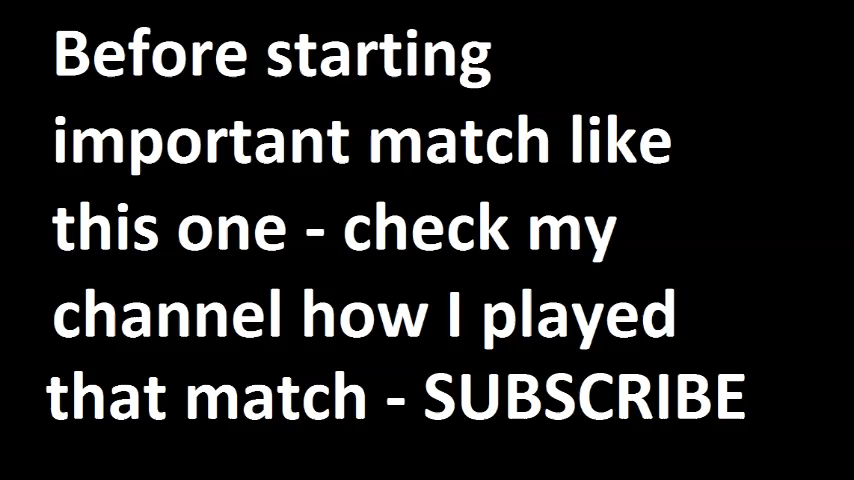 Before starting
important match like
this one - check my
channel how I played
that match - SUBSCRIBE